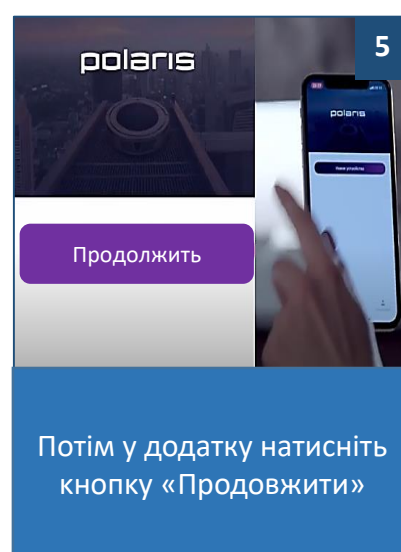 polaris
5
polaris
Продолжить
Потім у додатку натисніть
кнопку «Продовжити»